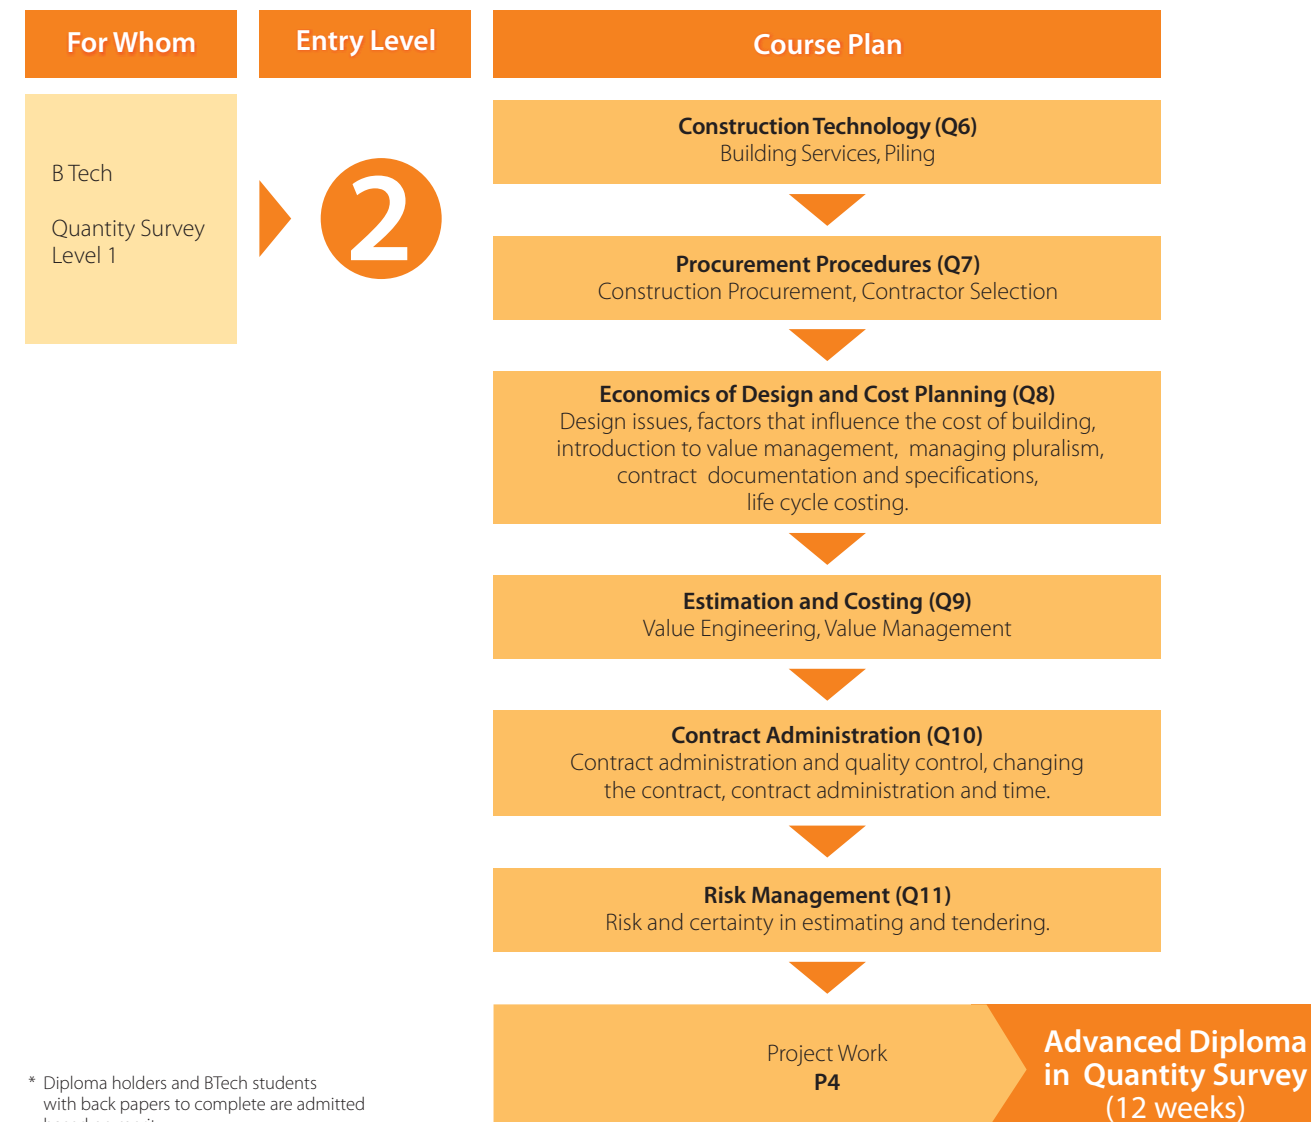 For Whom
Entry Level
Course Plan
B Tech
Quantity Survey
Level 1
2
Construction Technology (Q6)
Building Services, Piling
Procurement Procedures (Q7)
Construction Procurement, Contractor Selection
Economics of Design and Cost Planning (Q8)
Design issues, factors that influence the cost of building,
introduction to value management, managing pluralism,
contract documentation and specifications,
life cycle costing.
Estimation and Costing (Q9)
Value Engineering, Value Management
Contract Administration (Q10)
Contract administration and quality control, changing
the contract, contract administration and time.
Risk Management (Q11)
Risk and certainty in estimating and tendering.
Project Work
P4
Advanced Diploma
in Quantity Survey
(12 weeks)
* Diploma holders and BTech students
with back papers to complete are admitted